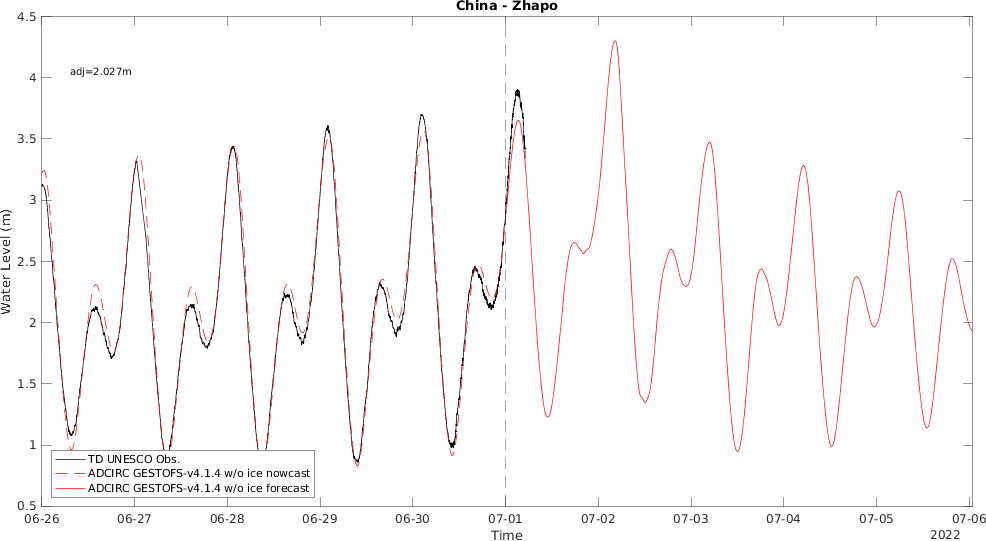 China - Zhapo
adj=2.027m
Water Level (m)
4.5
4
3.5
3
2.5
2
1.5
1
0.5
TD UNESCO Obs.
ADCIRC GESTOFS-v4.1.4 w/o ice nowcast
ADCIRC GESTOFS-v4.1.4 w/o ice forecast
06-26 06-27 06-28 06-29 06-30 07-01 07-02 07-03 07-04 07-05 07-06
Time
2022